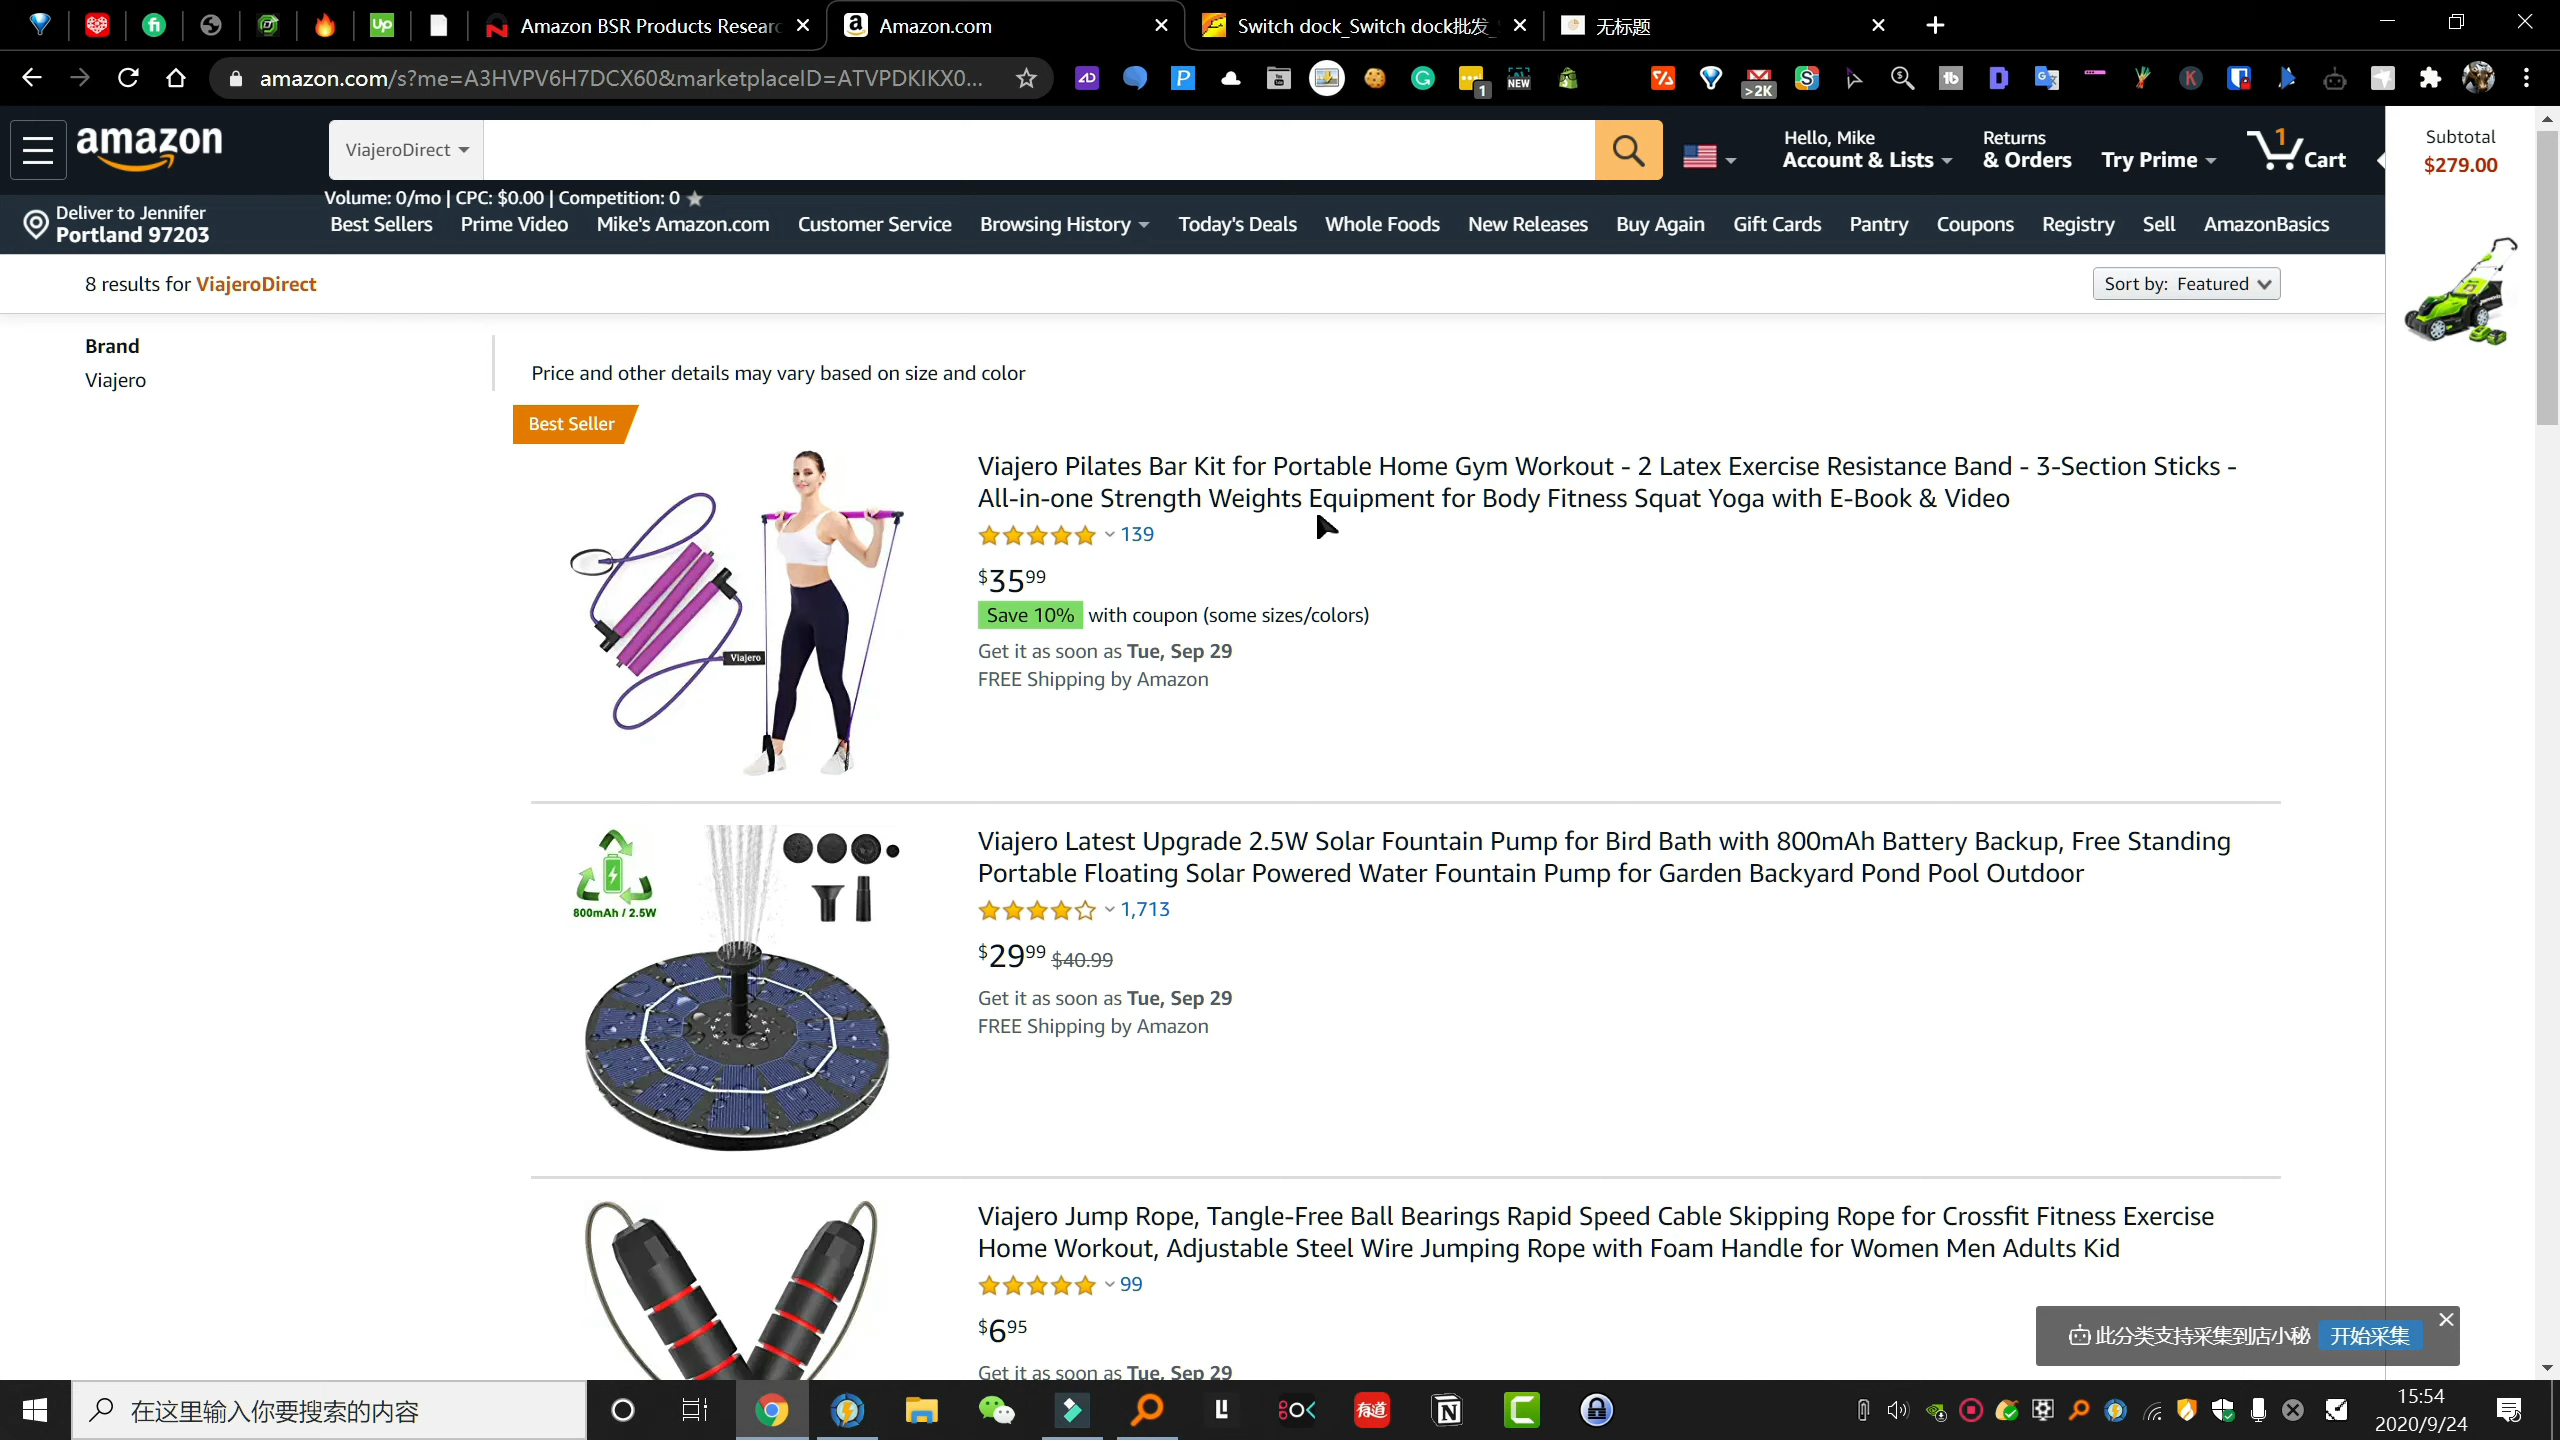 Amazon BSR Products Researc
Amazon.com
Switch dock_Switch dock批发_
无标题
amazon.com/s?me=A3HVPV6H7DCX60&marketplaceID=ATVPDKIKX0...
>2K
1
NEW
amazon
ViajeroDirect
Hello, Mike
Account & Lists
Returns
& Orders
Try Prime
1
Cart
Subtotal
$279.00
Volume: 0/mo | CPC: $0.00 | Competition: 0
Deliver to Jennifer
Portland 97203
Best Sellers Prime Video Mike's Amazon.com Customer Service Browsing History Today's Deals Whole Foods New Releases Buy Again Gift Cards Pantry Coupons Registry Sell AmazonBasics
8 results for ViajeroDirect
Sort by: Featured
Brand
Viajero
Price and other details may vary based on size and color
Best Seller
Viajero Pilates Bar Kit for Portable Home Gym Workout - 2 Latex Exercise Resistance Band - 3-Section Sticks -
All-in-one Strength Weights Equipment for Body Fitness Squat Yoga with E-Book & Video
139
$3599
Save 10% with coupon (some sizes/colors)
Get it as soon as Tue, Sep 29
FREE Shipping by Amazon
Viajero
Viajero Latest Upgrade 2.5W Solar Fountain Pump for Bird Bath with 800mAh Battery Backup, Free Standing
Portable Floating Solar Powered Water Fountain Pump for Garden Backyard Pond Pool Outdoor
1,713
$2999 $40.99
Get it as soon as Tue, Sep 29
FREE Shipping by Amazon
800mAh / 2.5W
Viajero Jump Rope, Tangle-Free Ball Bearings Rapid Speed Cable Skipping Rope for Crossfit Fitness Exercise
Home Workout, Adjustable Steel Wire Jumping Rope with Foam Handle for Women Men Adults Kid
99
$695
Get it as soon as Tue, Sep 29
此分类支持采集到店小秘 开始采集
在这里输入你要搜索的内容
有道
15:54
2020/9/24